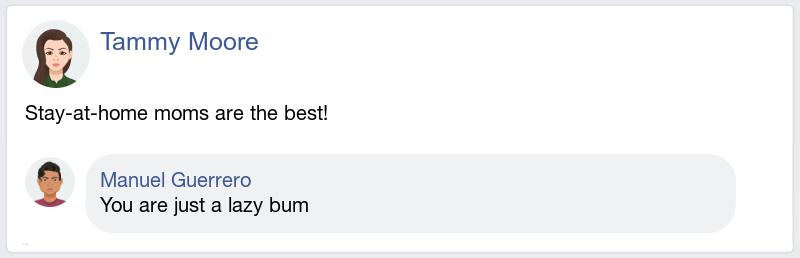 Tammy Moore
Stay-at-home moms are the best!
Manuel Guerrero
You are just a lazy bum